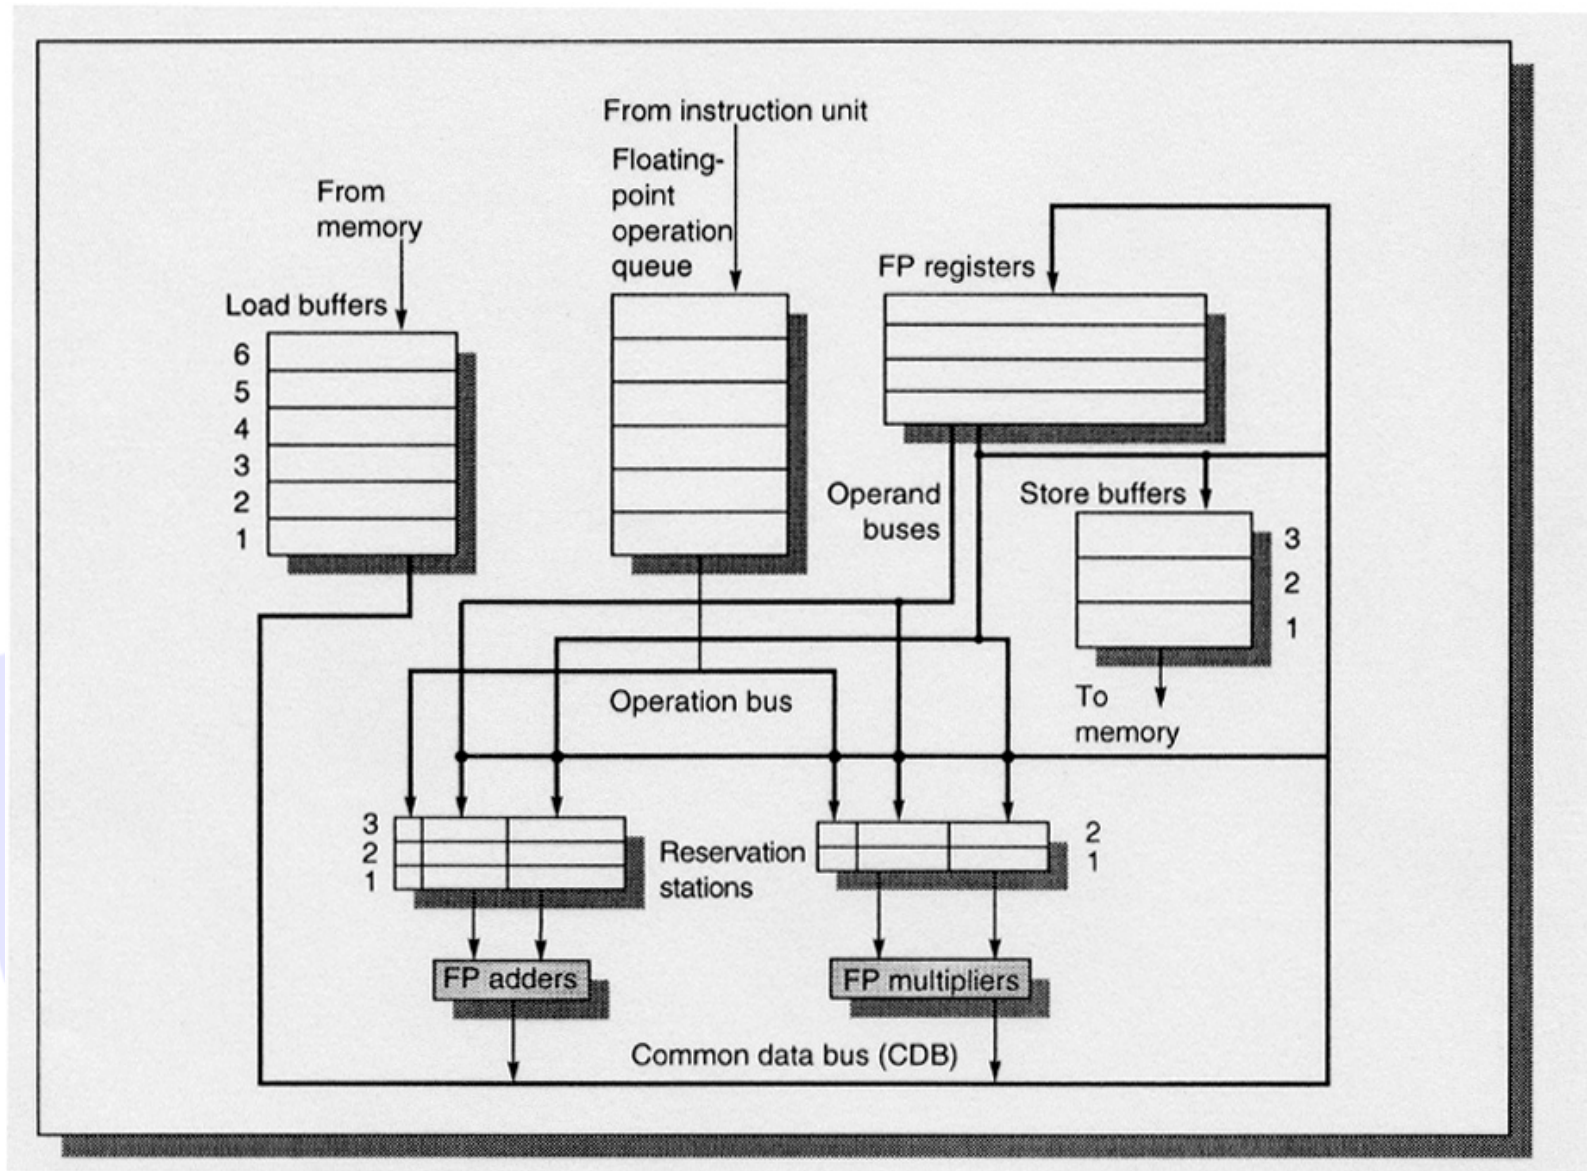 From instruction unit
Floating-
point
operation
queue
From
memory
FP registers
Load buffers
6
5
4
3
2
1
Operand
buses
Store buffers
3
2
1
To
memory
Operation bus
3
2
1
Reservation
stations
2
1
FP adders
FP multipliers
Common data bus (CDB)